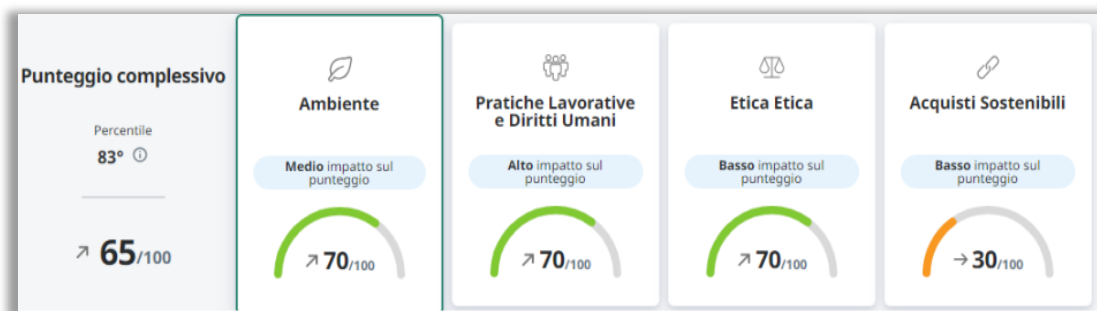 Punteggio complessivo
Percentile
83°
65/100
Ambiente
Medio impatto sul
punteggio
70/100
Pratiche Lavorative
e Diritti Umani
Alto impatto sul
punteggio
70/100
Etica Etica
Basso impatto sul
punteggio
70/100
Acquisti Sostenibili
Basso impatto sul
punteggio
30/100